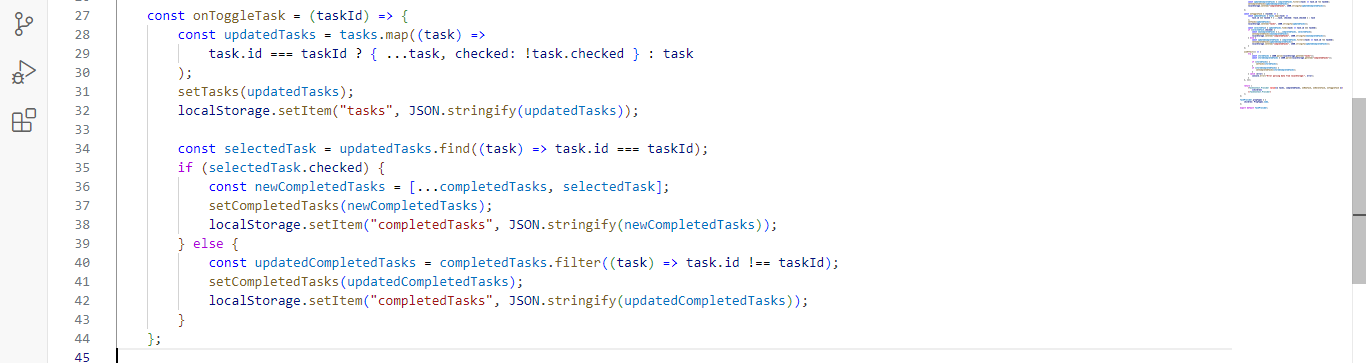 27 const onToggleTask = (taskId) => {
28 const updatedTasks = tasks.map((task) =>
29 task.id === taskId ? { ...task, checked: !task.checked } : task
30 );
31 setTasks(updatedTasks);
32 localStorage.setItem("tasks", JSON.stringify(updatedTasks));
33
34 const selectedTask = updatedTasks.find((task) => task.id === taskId);
35 if (selectedTask.checked) {
36 const newCompletedTasks = [...completedTasks, selectedTask];
37 setCompletedTasks(newCompletedTasks);
38 localStorage.setItem("completedTasks", JSON.stringify(newCompletedTasks));
39 } else {
40 const updatedCompletedTasks = completedTasks.filter((task) => task.id !== taskId);
41 setCompletedTasks(updatedCompletedTasks);
42 localStorage.setItem("completedTasks", JSON.stringify(updatedCompletedTasks));
43 }
44 };
45